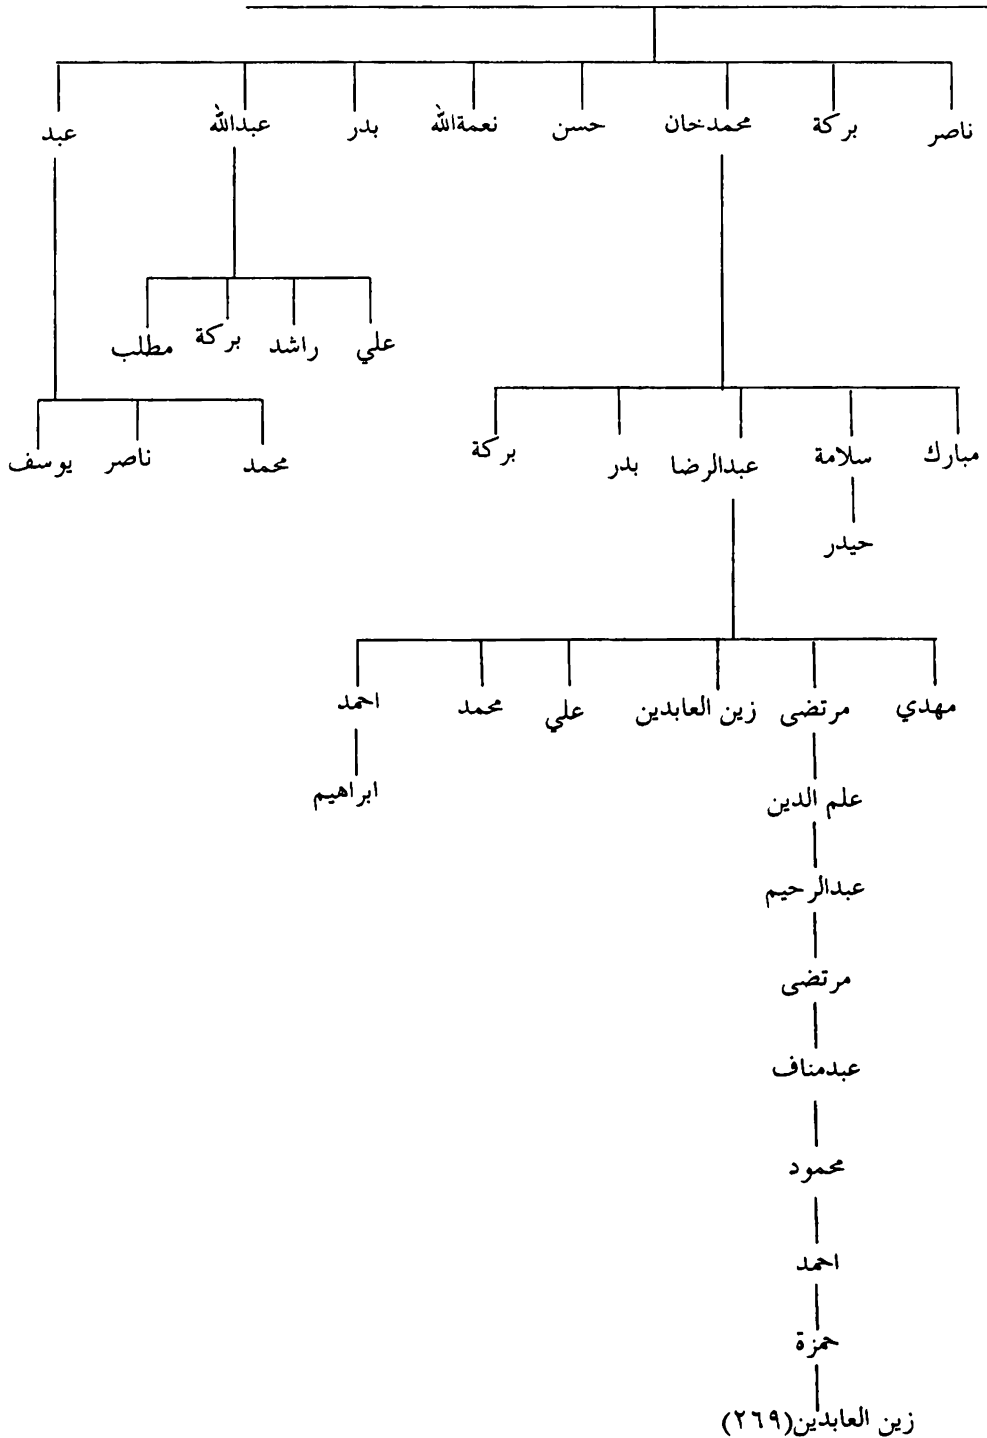 ناصر بركة محمدخان حسن نعمةالله بدر عبدالله عبد
علي راشد بركة مطلب
مبارك سلامة عبدالرضا بدر بركة محمد ناصر يوسف
حيدر
مهدي مرتضى زين العابدين علي محمد احمد
علم الدين ابراهيم
عبدالرحيم
مرتضى
عبدمناف
محمود
احمد
حمزة
زين العابدين(٢٦٩)